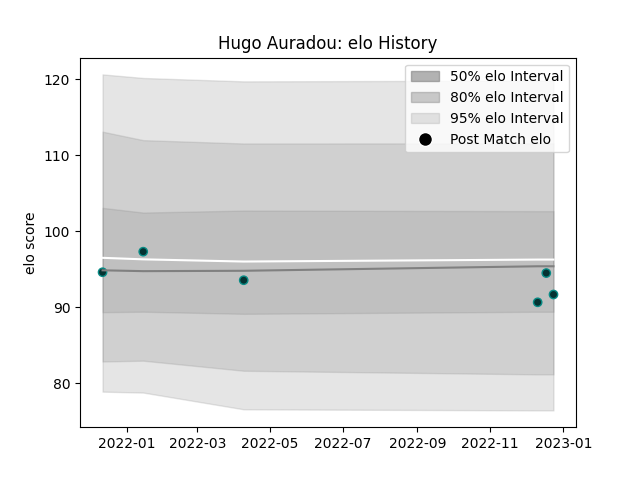 Hugo Auradou: elo History
50% elo Interval
80% elo Interval
95% elo Interval
Post Match elo
elo score
120
110
100
90
80
2022-01 2022-03 2022-05 2022-07 2022-09 2022-11 2023-01